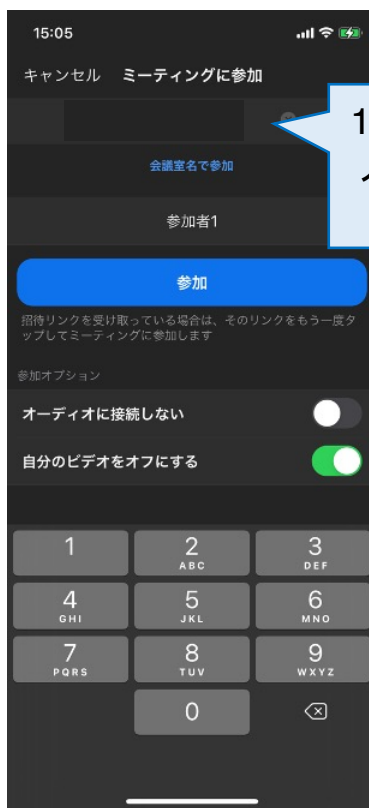 15:05
キャンセル ミーティングに参加
1
会議室名で参加
参加者1
参加
招待リンクを受け取っている場合は、そのリンクをもう一度タ
ップしてミーティングに参加します
参加オプション
オーディオに接続しない
自分のビデオをオフにする
1
2
ABC
3
DEF
4
GHI
5
JKL
6
MNO
7
PQRS
8
TUV
9
WXYZ
0